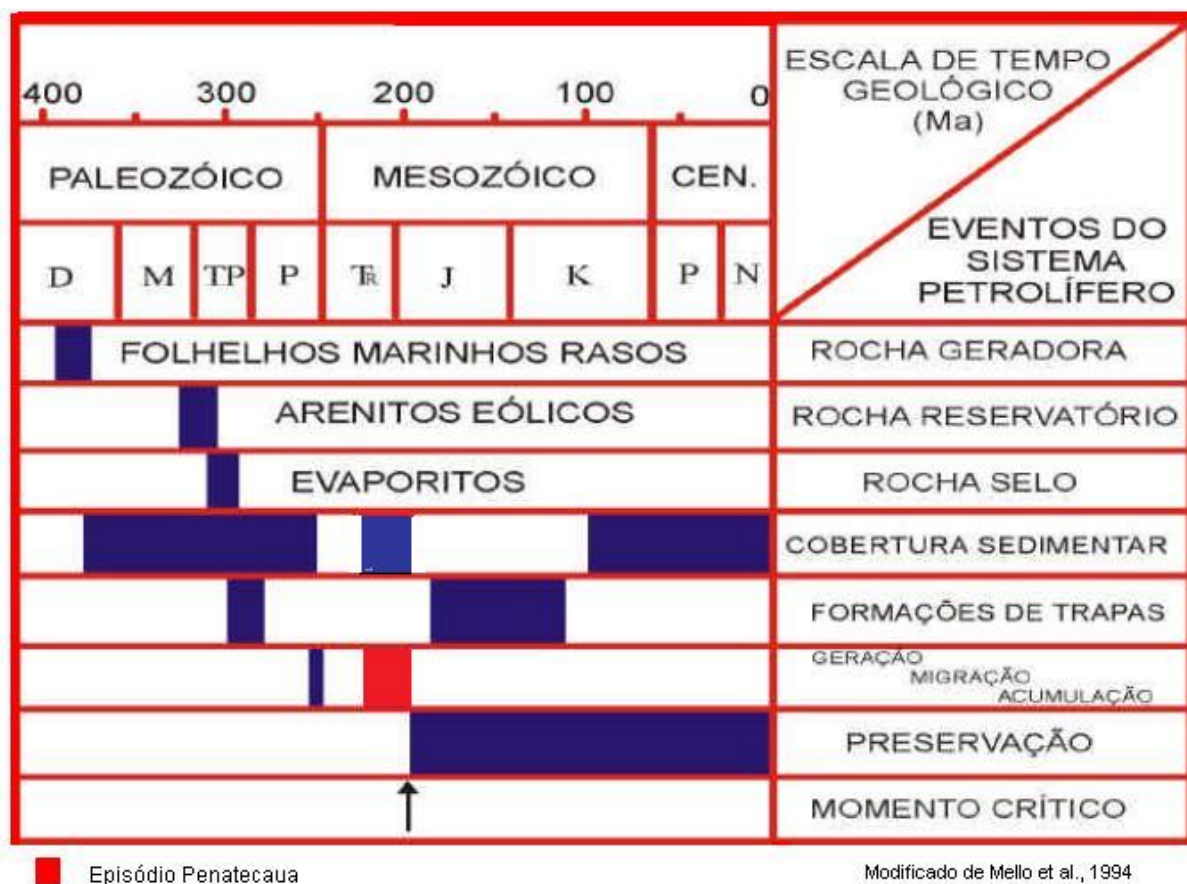 400 300 200 100 0
ESCALA DE TEMPO
GEOLÓGICO
(Ma)
PALEOZÓICO MESOZÓICO CEN.
EVENTOS DO
SISTEMA
PETROLÍFERO
D M TP P TR J K P N
FOLHELHOS MARINHOS RASOS ROCHA GERADORA
ARENITOS EÓLICOS ROCHA RESERVATÓRIO
EVAPORITOS ROCHA SELO
COBERTURA SEDIMENTAR
FORMAÇÕES DE TRAPAS
GERAÇÃO
MIGRAÇÃO
ACUMULAÇÃO
PRESERVAÇÃO
MOMENTO CRÍTICO
Episódio Penatecaua Modificado de Mello et al., 1994